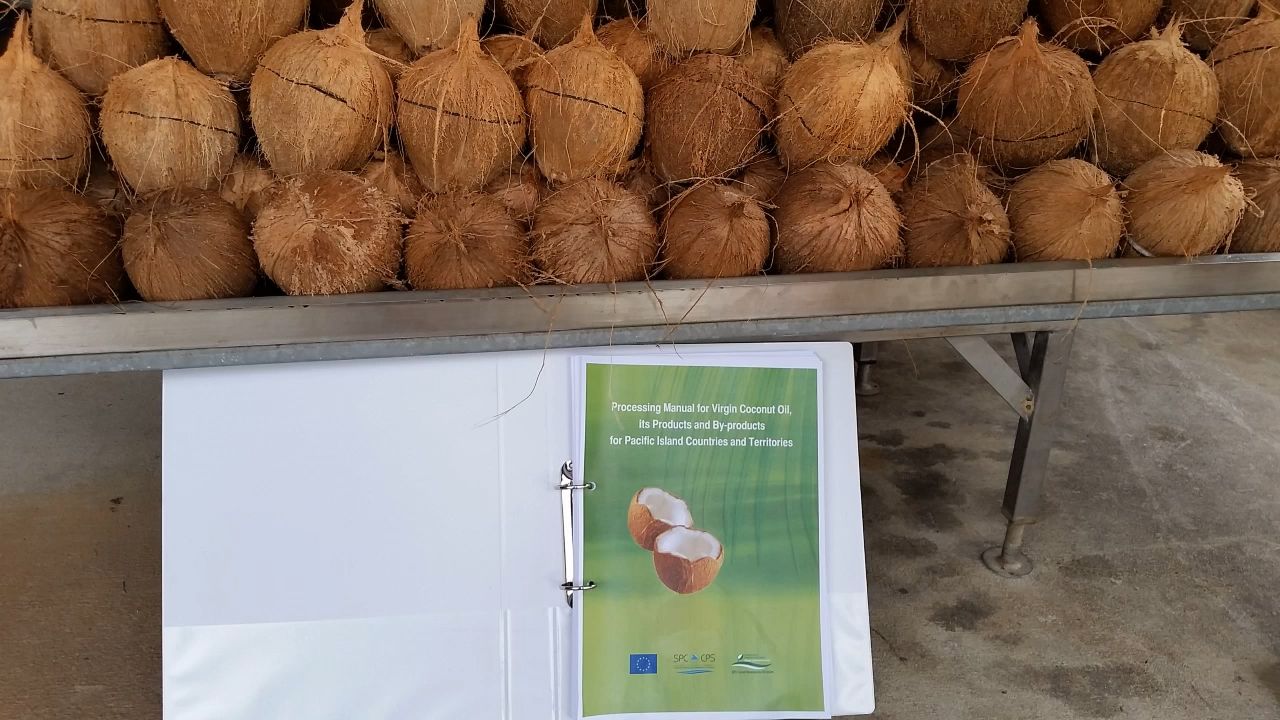 Processing Manual for Virgin Coconut Oil,
its Products and By-products
for Pacific Island Countries and Territories
SPC CPS